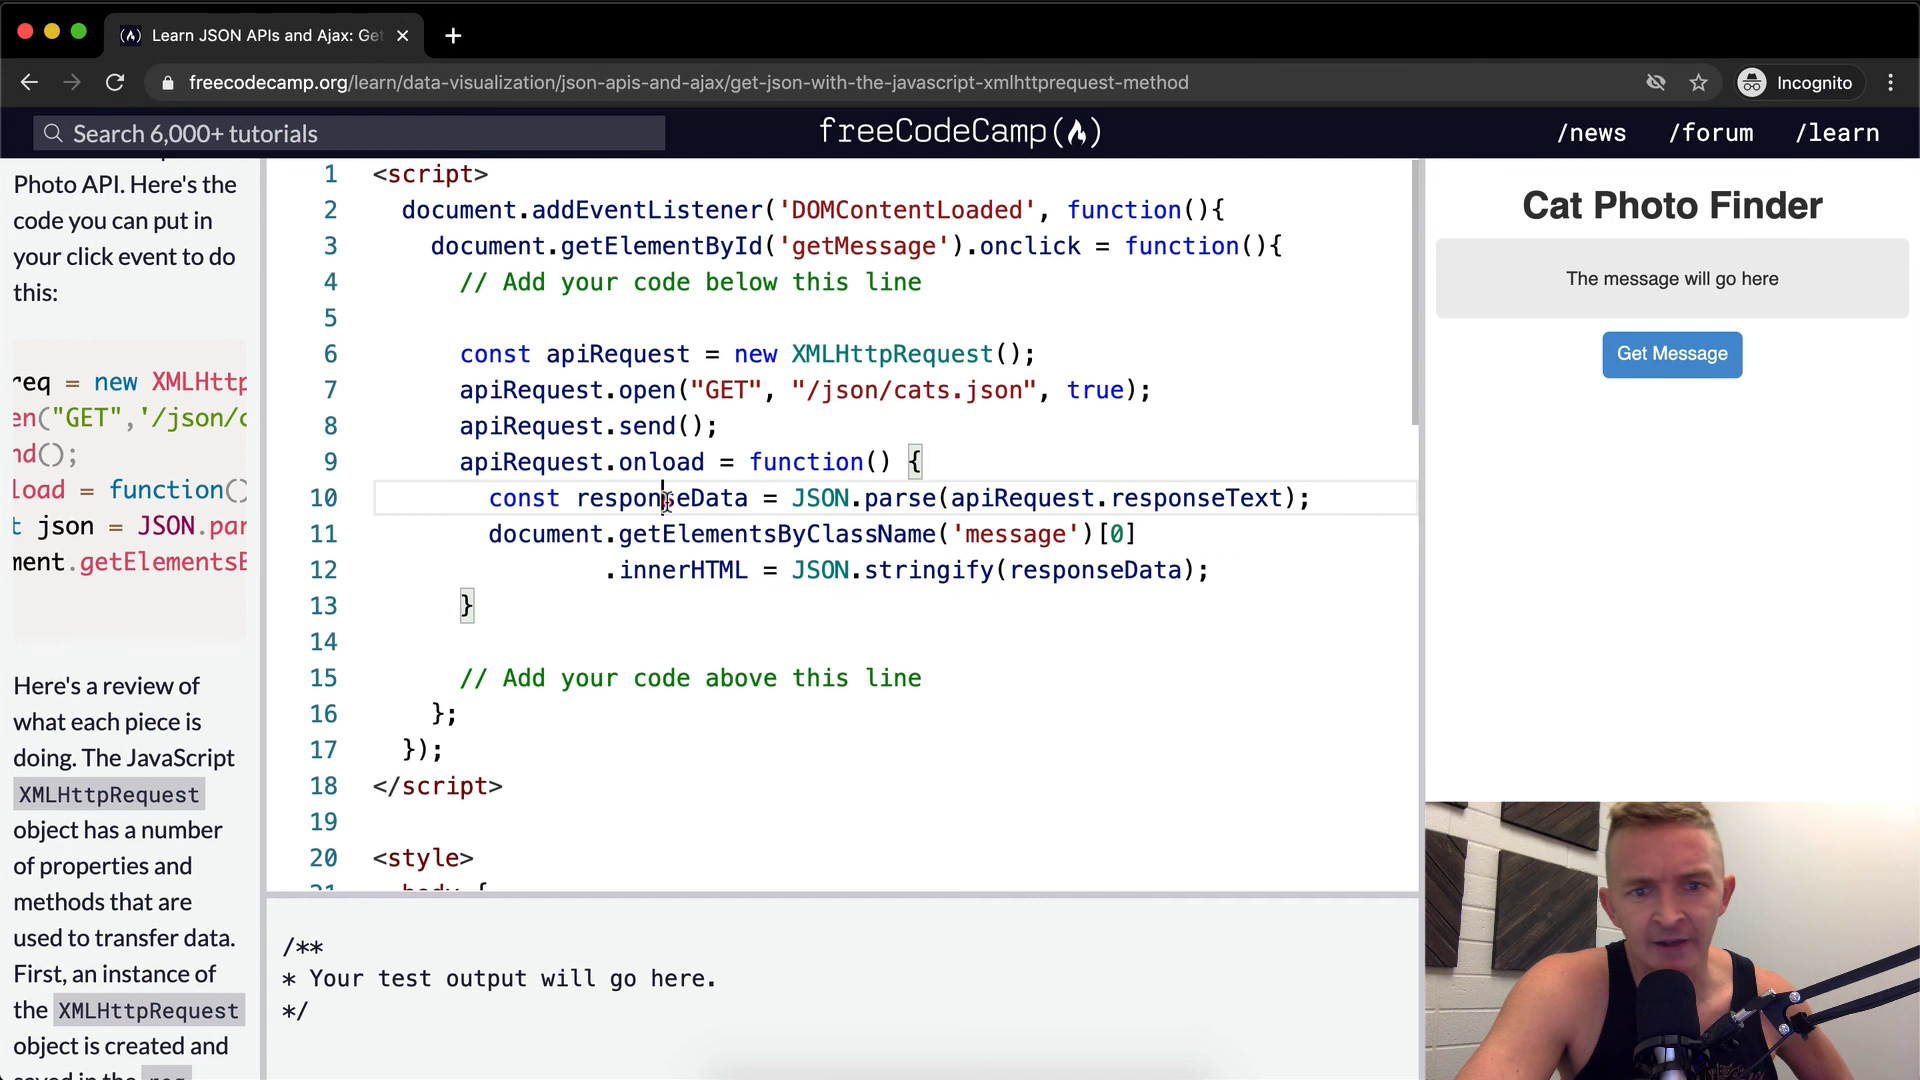 Learn JSON APIs and Ajax: Get
freecodecamp.org/learn/data-visualization/json-apis-and-ajax/get-json-with-the-javascript-xmlhttprequest-method
Incognito
Search 6,000+ tutorials
freeCodeCamp(🔥)
/news
/forum
/learn
Photo API. Here's the
code you can put in
your click event to do
this:
req = new XMLHttp
en("GET",'/json/c
nd();
load = function()
t json = JSON.par
ment.getElementsB
Here's a review of
what each piece is
doing. The JavaScript
XMLHttpRequest
object has a number
of properties and
methods that are
used to transfer data.
First, an instance of
the XMLHttpRequest
object is created and
saved in the req
1 <script>
2 document.addEventListener('DOMContentLoaded', function(){
3 document.getElementById('getMessage').onclick = function(){
4 // Add your code below this line
5
6 const apiRequest = new XMLHttpRequest();
7 apiRequest.open("GET", "/json/cats.json", true);
8 apiRequest.send();
9 apiRequest.onload = function() {
10 const responseData = JSON.parse(apiRequest.responseText);
11 document.getElementsByClassName('message')[0]
12 .innerHTML = JSON.stringify(responseData);
13 }
14
15 // Add your code above this line
16 };
17 });
18 </script>
19
20 <style>
21 body {
/**
* Your test output will go here.
*/
Cat Photo Finder
The message will go here
Get Message